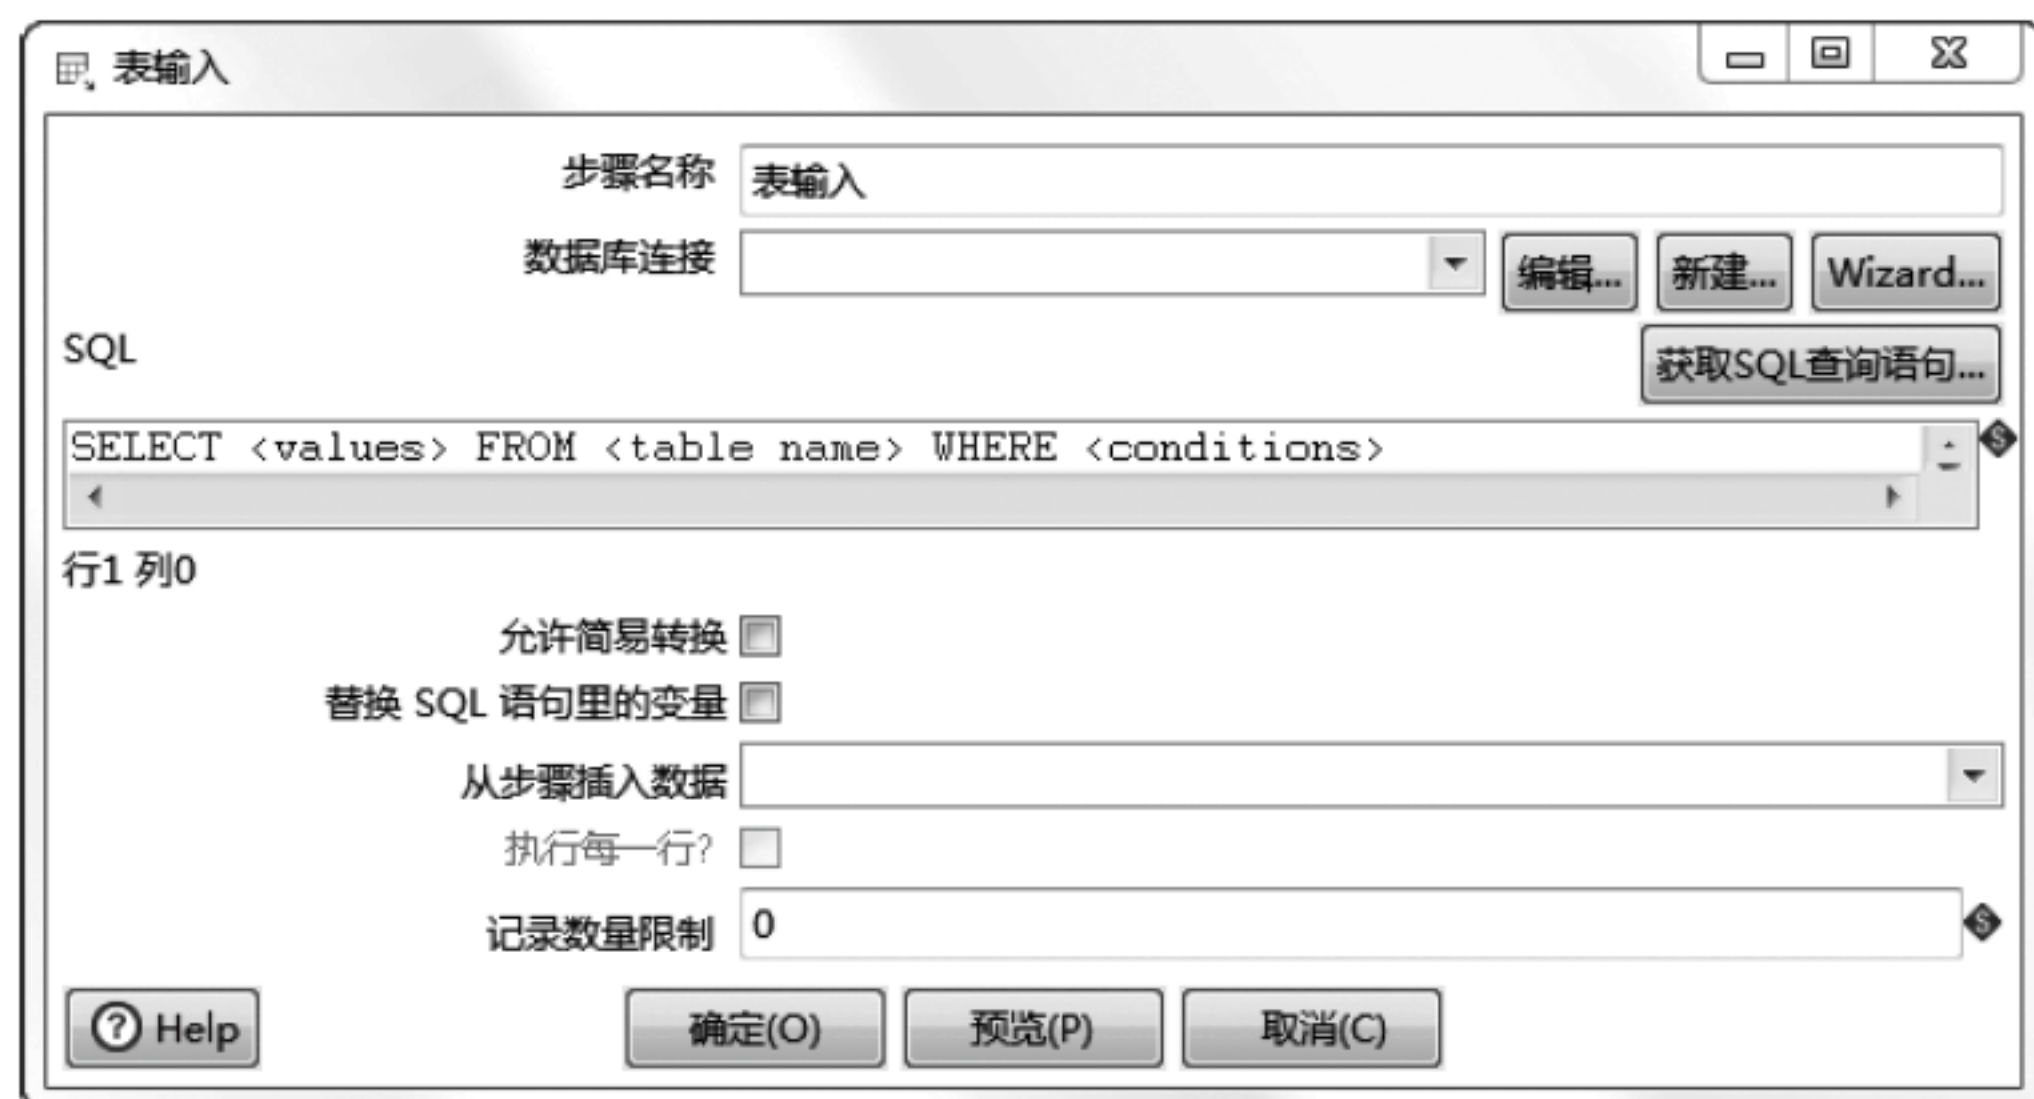 表输入
步骤名称 表输入
数据库连接 编辑... 新建... Wizard...
SQL 获取SQL查询语句...
SELECT <values> FROM <table name> WHERE <conditions>
行1 列0
允许简易转换
替换 SQL 语句里的变量
从步骤插入数据
执行每一行?
记录数量限制 0
Help 确定(O) 预览(P) 取消(C)